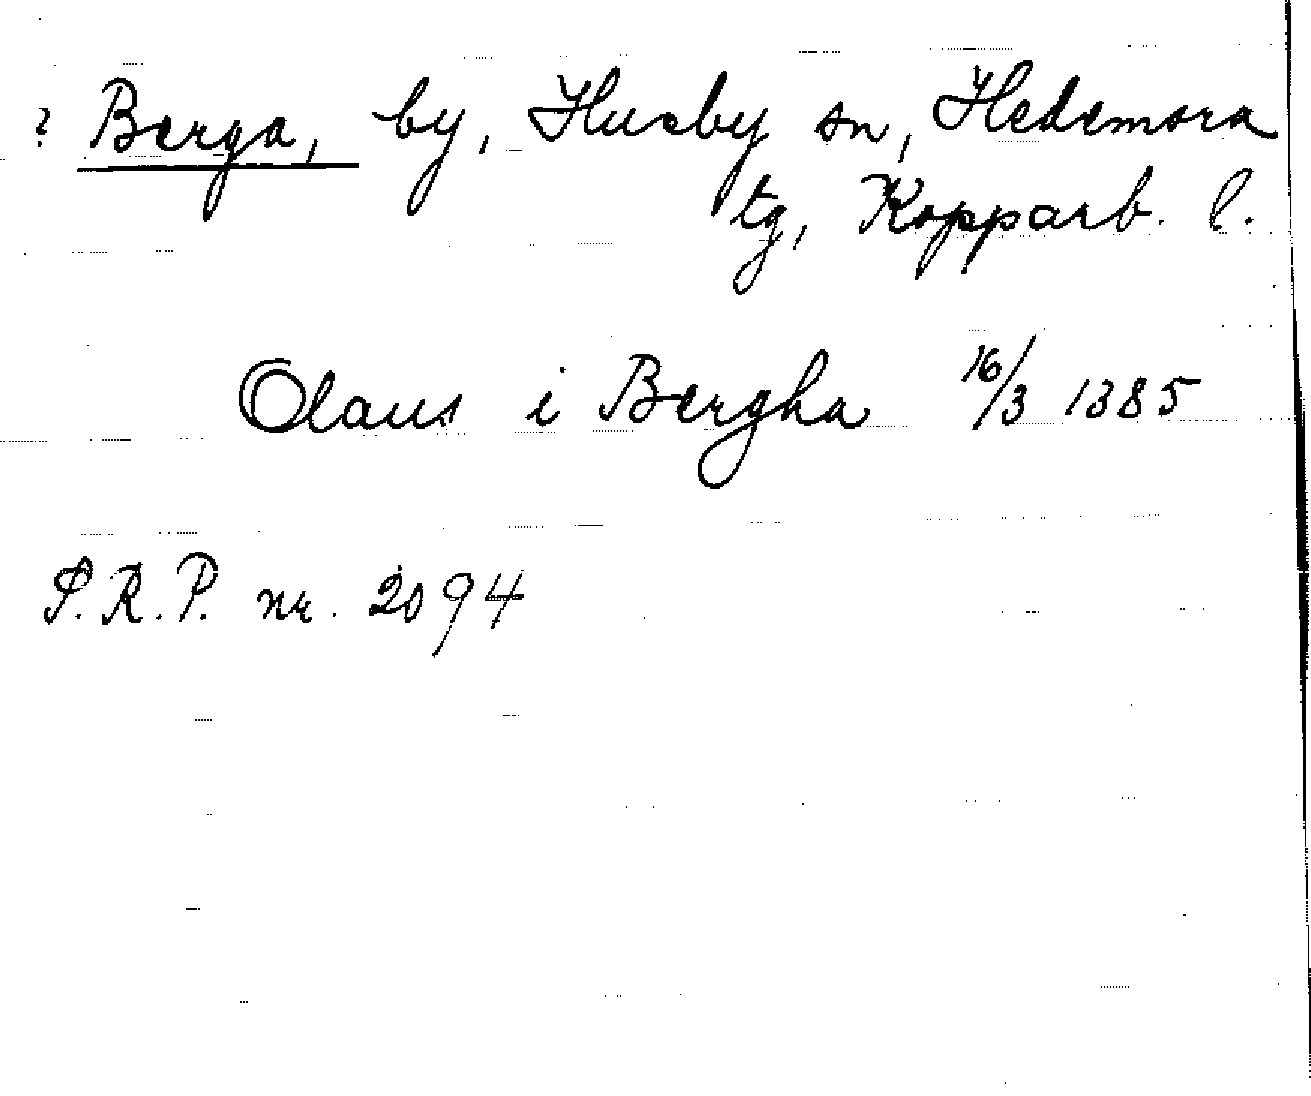 ? Berga, by, Husby sn, Hedemora
tg, Kopparb. l.
Olaus i Bergha 16/3 1385
S.R.P. nr. 2094